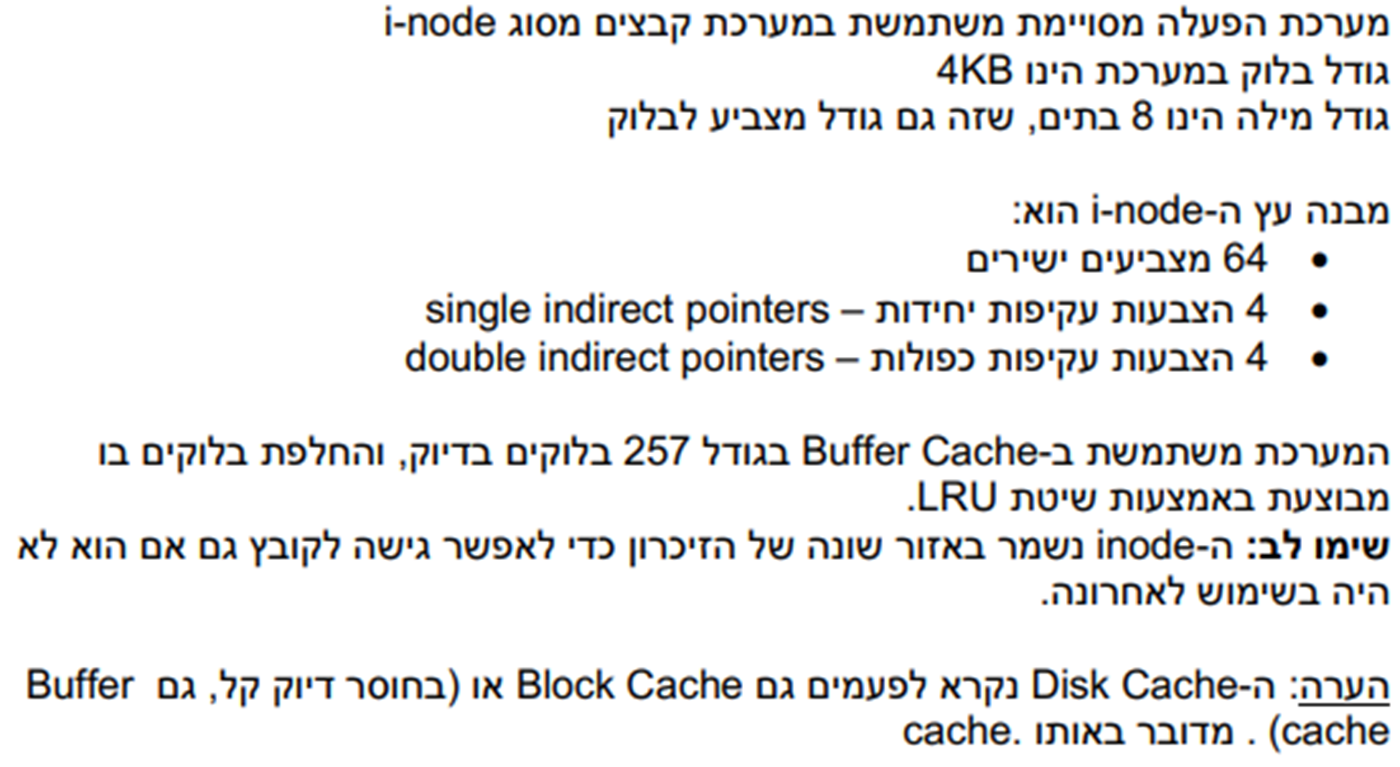 מערכת הפעלה מסויימת משתמשת במערכת קבצים מסוג i-node
גודל בלוק במערכת הינו 4KB
גודל מילה הינו 8 בתים, שזה גם גודל מצביע לבלוק
מבנה עץ ה-i-node הוא:
• 64 מצביעים ישירים
• 4 הצבעות עקיפות יחידות – single indirect pointers
• 4 הצבעות עקיפות כפולות – double indirect pointers
המערכת משתמשת ב-Buffer Cache בגודל 257 בלוקים בדיוק, והחלפת בלוקים בו
מבוצעת באמצעות שיטת LRU.
שימו לב: ה-inode נשמר באזור שונה של הזיכרון כדי לאפשר גישה לקובץ גם אם הוא לא
היה בשימוש לאחרונה.
הערה: ה-Disk Cache נקרא לפעמים גם Block Cache או (בחוסר דיוק קל, גם Buffer
cache) . מדובר באותו .cache